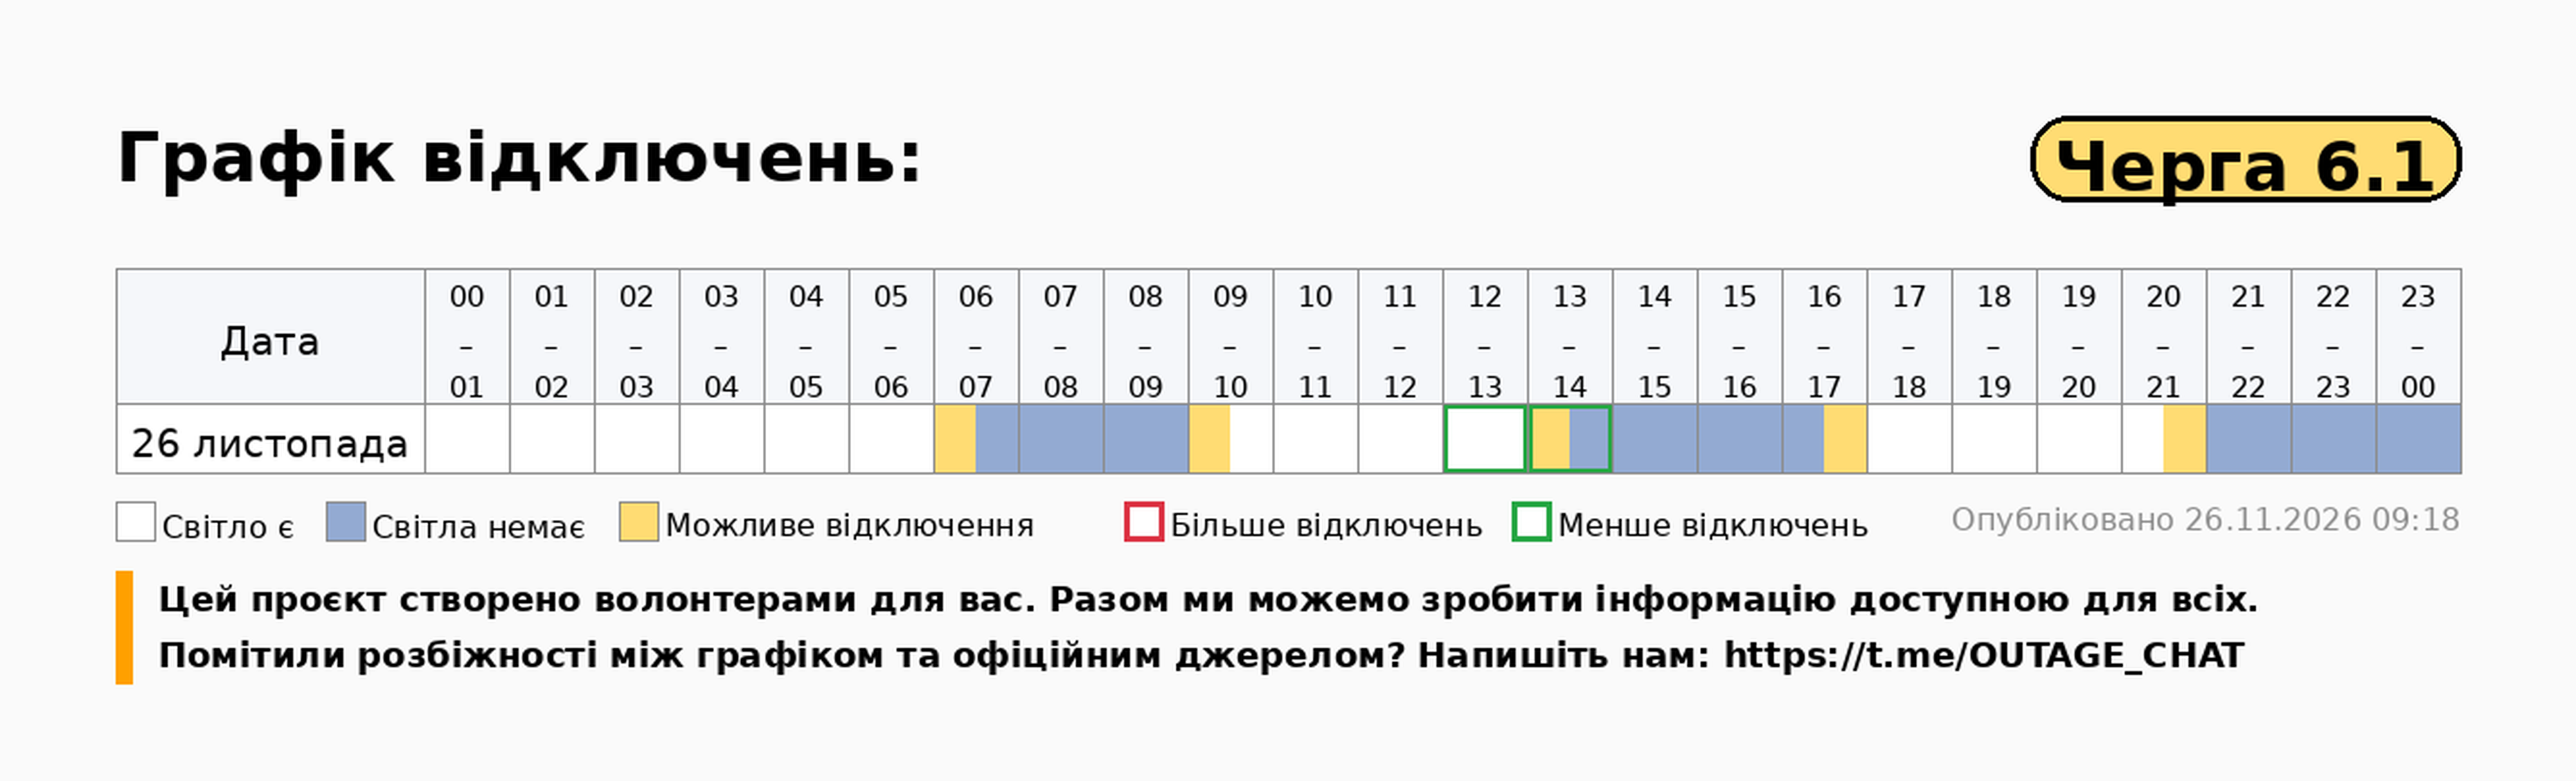 Графік відключень:
Черга 6.1
Дата 00 – 01 01 – 02 02 – 03 03 – 04 04 – 05 05 – 06 06 – 07 07 – 08 08 – 09 09 – 10 10 – 11 11 – 12 12 – 13 13 – 14 14 – 15 15 – 16 16 – 17 17 – 18 18 – 19 19 – 20 20 – 21 21 – 22 22 – 23 23 – 00
26 листопада
Світло є Світла немає Можливе відключення Більше відключень Менше відключень Опубліковано 26.11.2026 09:18
Цей проєкт створено волонтерами для вас. Разом ми можемо зробити інформацію доступною для всіх.
Помітили розбіжності між графіком та офіційним джерелом? Напишіть нам: https://t.me/OUTAGE_CHAT